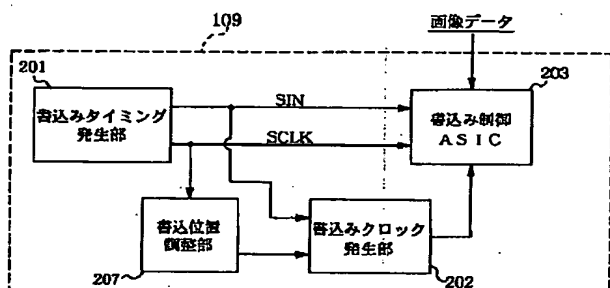 109
画像データ
201
203
書込みタイミング
発生部
SIN
SCLK
書込み制御
ASIC
書込位置
調整部
207
書込みクロック
発生部
202